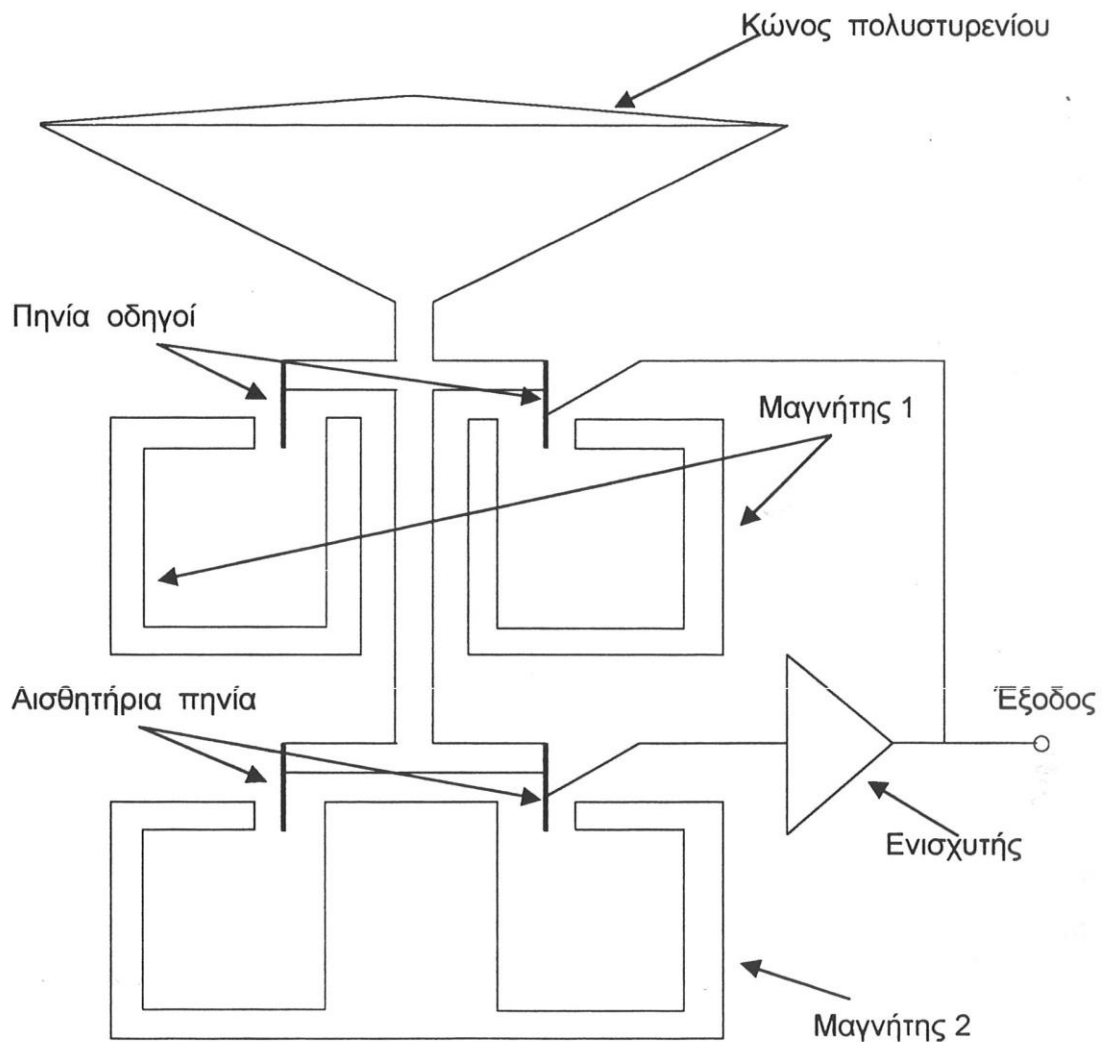 Κώνος πολυστυρενίου
Πηνία οδηγοί
Μαγνήτης 1
Αισθητήρια πηνία
Έξοδος
Ενισχυτής
Μαγνήτης 2